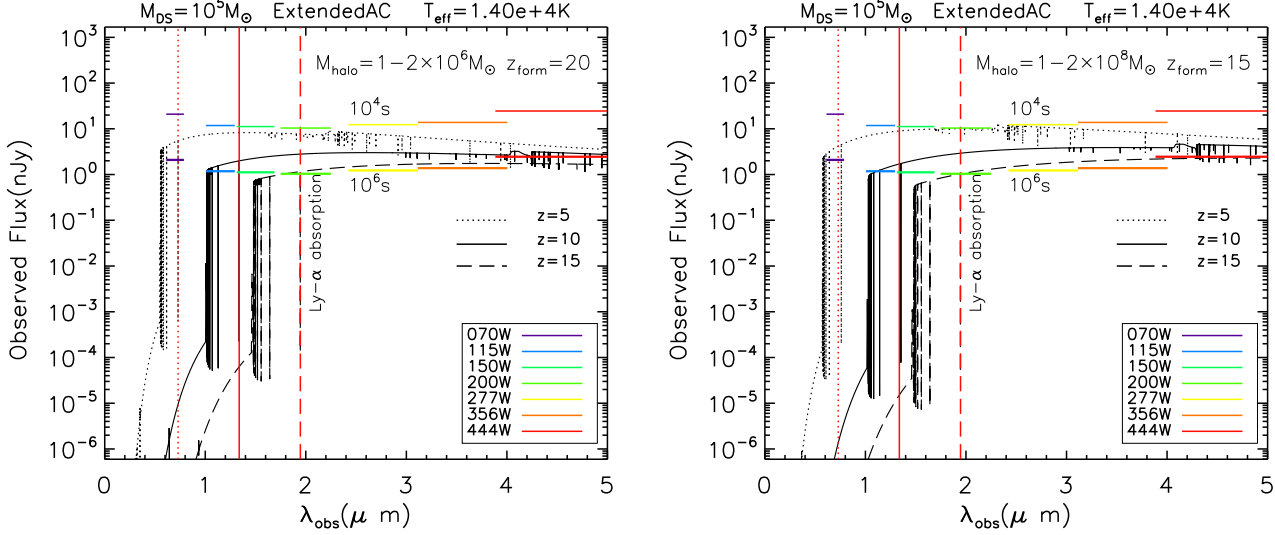 M_DS=10^5M_⊙ ExtendedAC T_eff=1.40e+4K
M_halo=1−2×10^6M_⊙ z_form=20
10^4s
10^6s
Ly−α absorption
z=5
z=10
z=15
070W
115W
150W
200W
277W
356W
444W
10^3
10^2
10^1
10^0
10^-1
10^-2
10^-3
10^-4
10^-5
10^-6
Observed Flux(nJy)
0 1 2 3 4 5
λ_obs(μ m)
M_DS=10^5M_⊙ ExtendedAC T_eff=1.40e+4K
M_halo=1−2×10^8M_⊙ z_form=15
10^4s
10^6s
Ly−α absorption
z=5
z=10
z=15
070W
115W
150W
200W
277W
356W
444W
10^3
10^2
10^1
10^0
10^-1
10^-2
10^-3
10^-4
10^-5
10^-6
Observed Flux(nJy)
0 1 2 3 4 5
λ_obs(μ m)